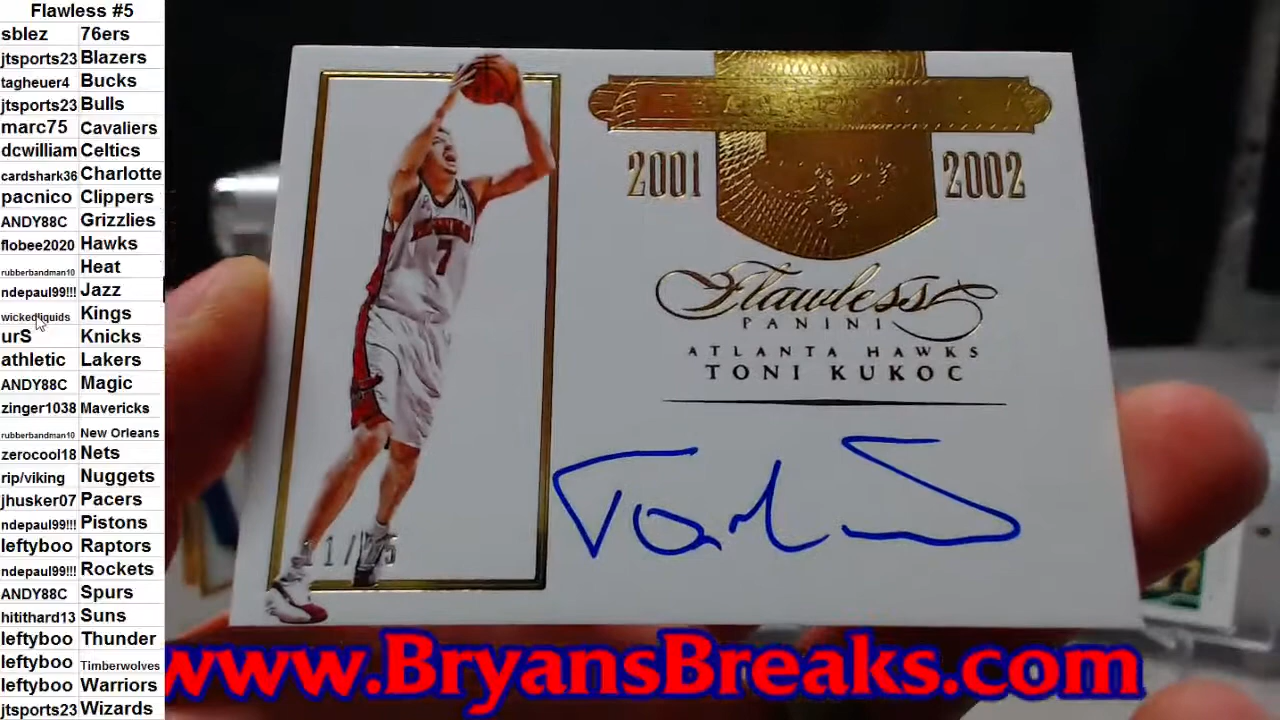 Flawless #5
sblez 76ers
jtsports23 Blazers
tagheuer4 Bucks
jtsports23 Bulls
marc75 Cavaliers
dcwilliam Celtics
cardshark36 Charlotte
pacnico Clippers
ANDY88C Grizzlies
flobee2020 Hawks
rubberbandman10 Heat
ndepaul99!!! Jazz
wickedliquids Kings
urS Knicks
athletic Lakers
ANDY88C Magic
zinger1038 Mavericks
rubberbandman10 New Orleans
zerocool18 Nets
rip/viking Nuggets
jhusker07 Pacers
ndepaul99!!! Pistons
leftyboo Raptors
ndepaul99!!! Rockets
ANDY88C Spurs
hitithard13 Suns
leftyboo Thunder
leftyboo Timberwolves
leftyboo Warriors
jtsports23 Wizards
2001 2002
Flawless
PANINI
ATLANTA HAWKS
TONI KUKOC
7
www.BryansBreaks.com